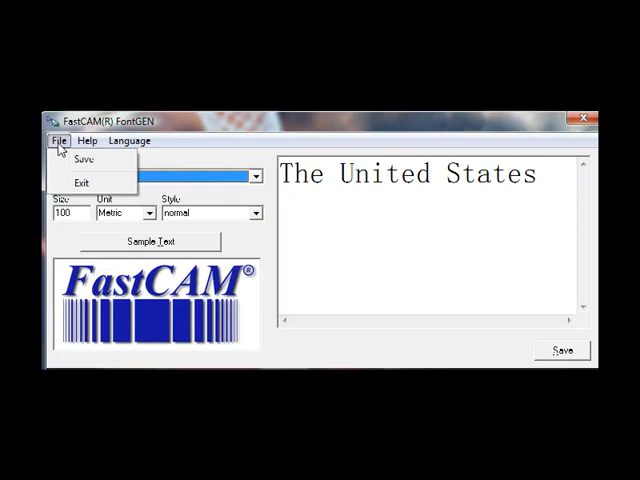 FastCAM(R) FontGEN
File Help Language
Save
Exit
Size Unit Style
100 Metric normal
Sample Text
FastCAM®
The United States
Save